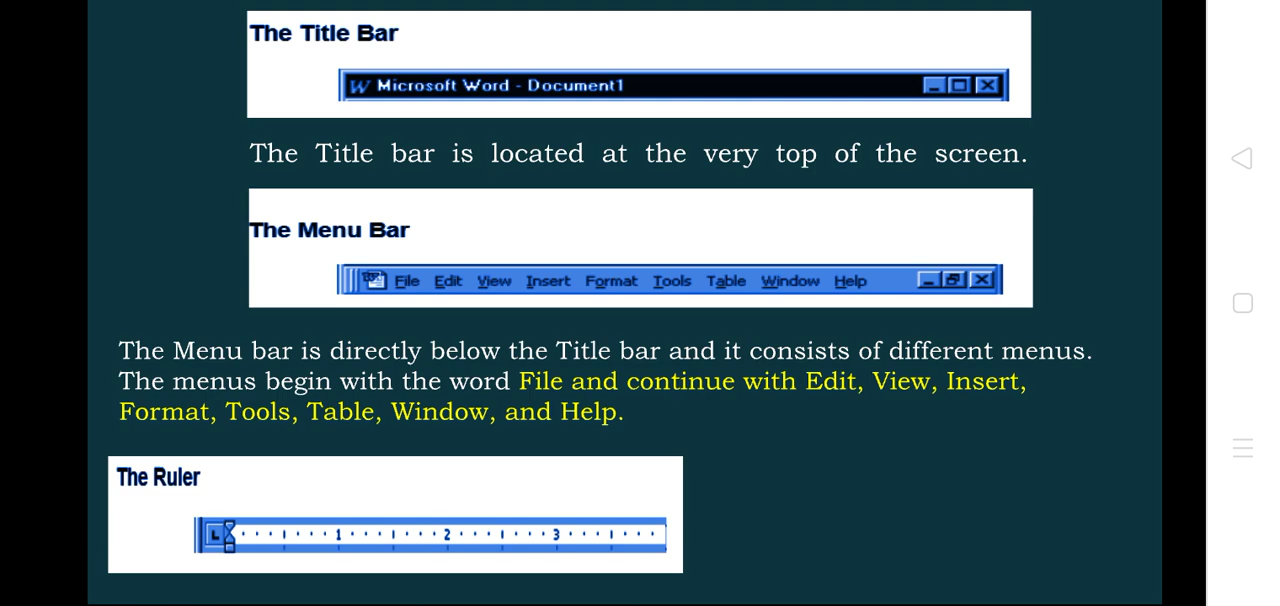 The Title Bar
Microsoft Word - Document1
The Title bar is located at the very top of the screen.
The Menu Bar
File Edit View Insert Format Tools Table Window Help
The Menu bar is directly below the Title bar and it consists of different menus.
The menus begin with the word File and continue with Edit, View, Insert,
Format, Tools, Table, Window, and Help.
The Ruler
L 1 2 3